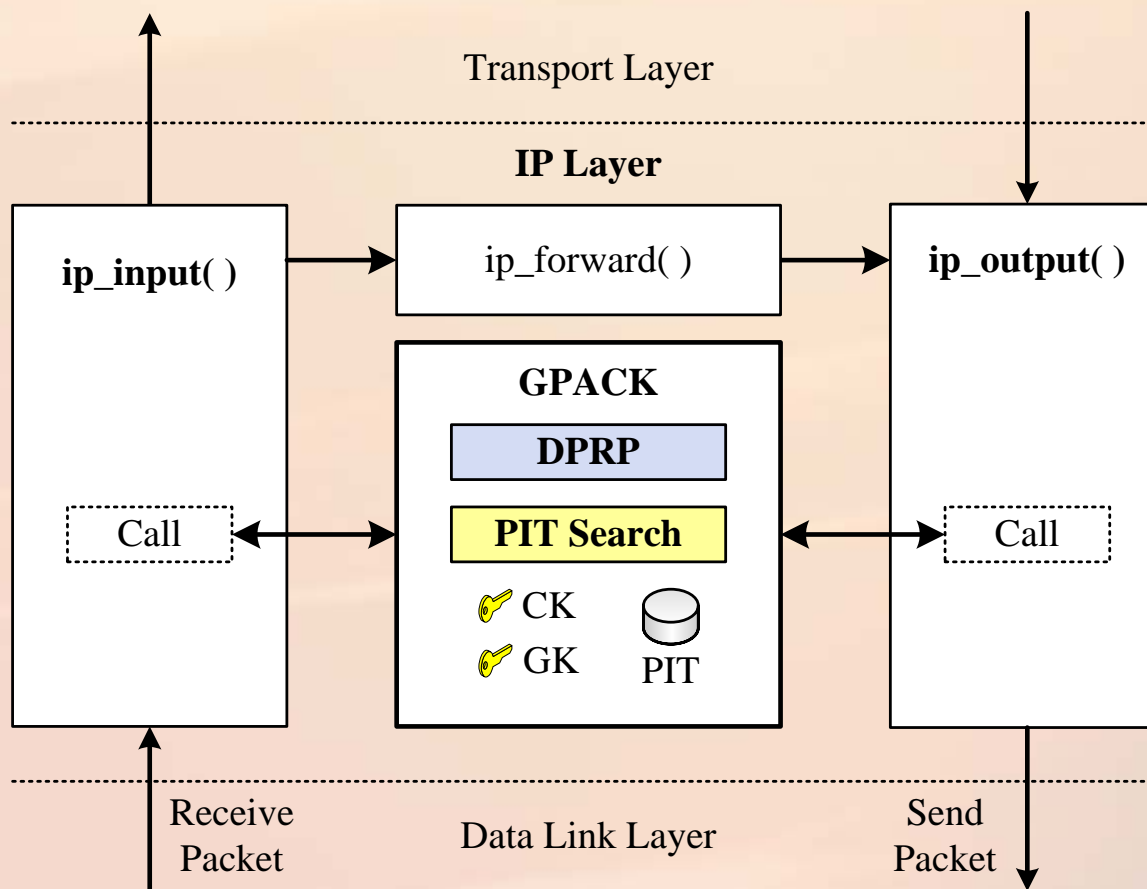 Transport Layer
IP Layer
ip_input( )
ip_forward( )
ip_output( )
GPACK
DPRP
Call
PIT Search
Call
CK
GK
PIT
Receive
Packet
Data Link Layer
Send
Packet